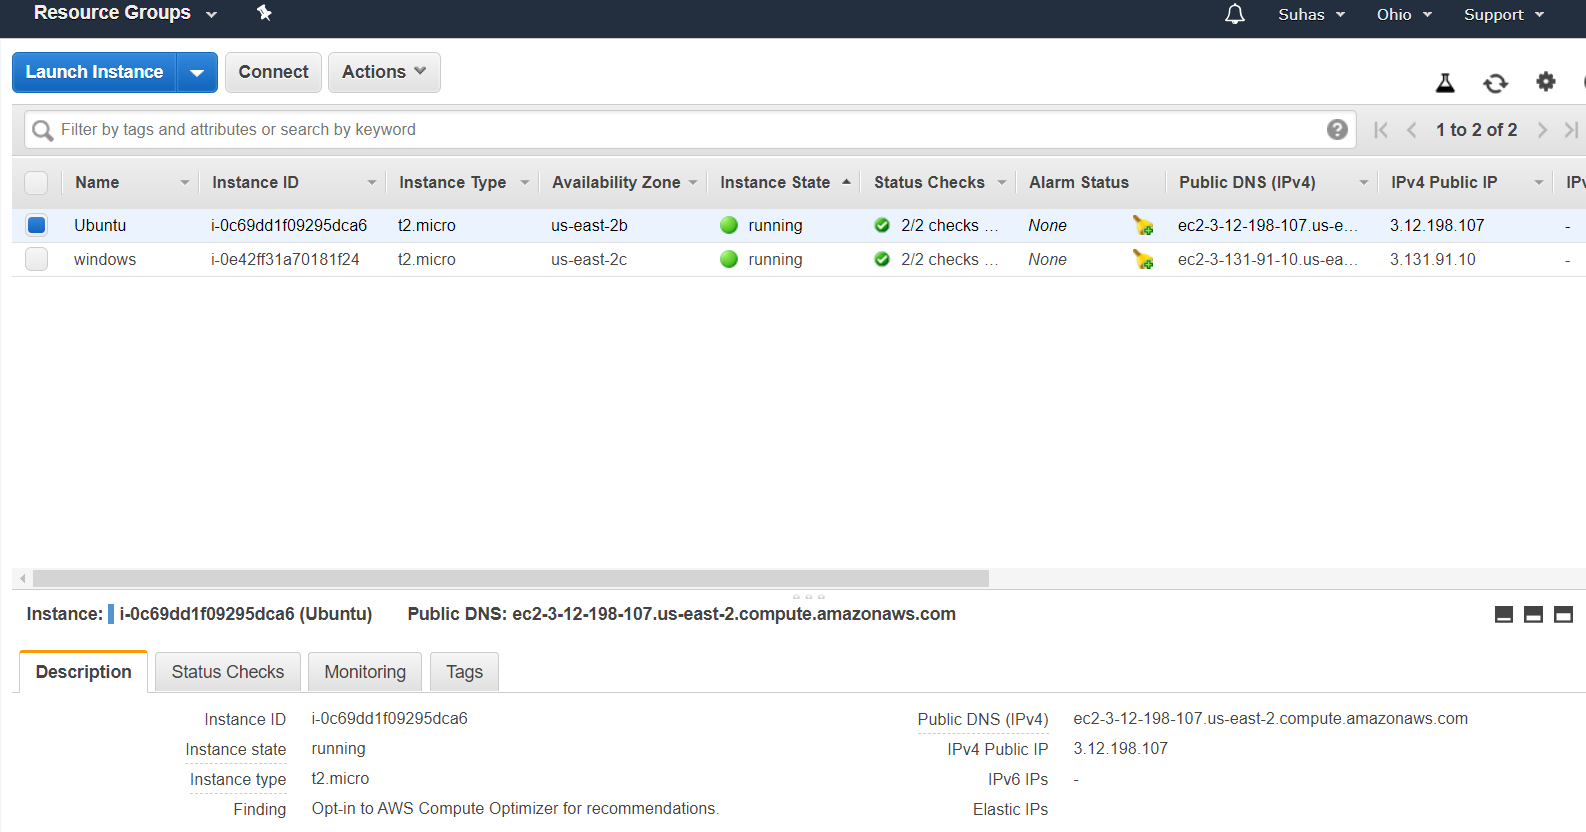 Resource Groups Suhas Ohio Support
Launch Instance Connect Actions
Filter by tags and attributes or search by keyword 1 to 2 of 2
Name Instance ID Instance Type Availability Zone Instance State Status Checks Alarm Status Public DNS (IPv4) IPv4 Public IP IPv
Ubuntu i-0c69dd1f09295dca6 t2.micro us-east-2b running 2/2 checks ... None ec2-3-12-198-107.us-e... 3.12.198.107 -
windows i-0e42ff31a70181f24 t2.micro us-east-2c running 2/2 checks ... None ec2-3-131-91-10.us-ea... 3.131.91.10 -
Instance: i-0c69dd1f09295dca6 (Ubuntu) Public DNS: ec2-3-12-198-107.us-east-2.compute.amazonaws.com
Description Status Checks Monitoring Tags
Instance ID i-0c69dd1f09295dca6 Public DNS (IPv4) ec2-3-12-198-107.us-east-2.compute.amazonaws.com
Instance state running IPv4 Public IP 3.12.198.107
Instance type t2.micro IPv6 IPs -
Finding Opt-in to AWS Compute Optimizer for recommendations. Elastic IPs